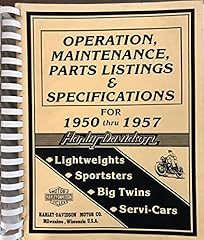 OPERATION,
MAINTENANCE,
PARTS LISTINGS
&
SPECIFICATIONS
FOR
1950 thru 1957
Harley-Davidson
Lightweights
Sportsters
Big Twins
Servi-Cars
HARLEY-DAVIDSON MOTOR CO.
Milwaukee, Wisconsin U.S.A.